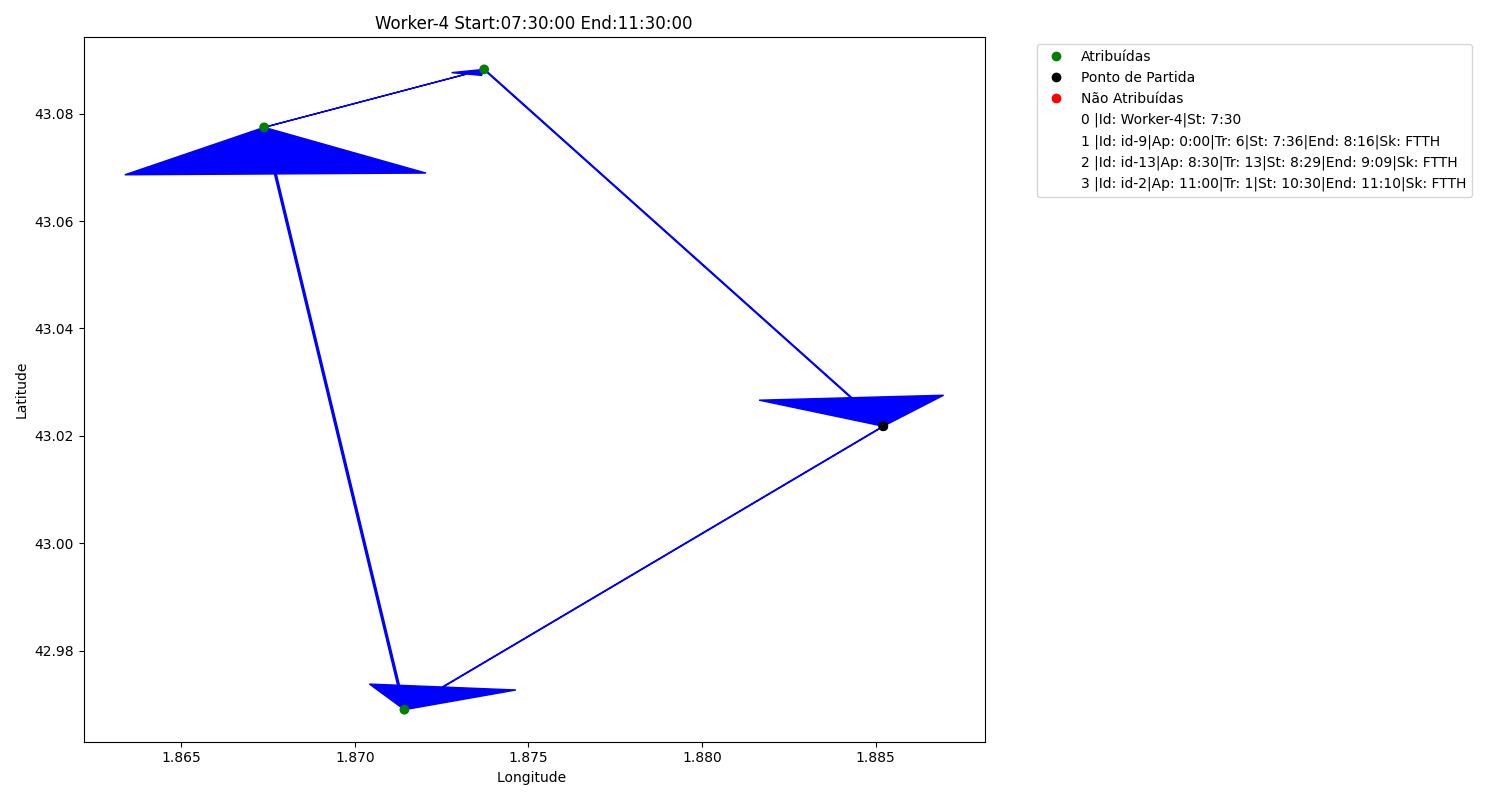 Worker-4 Start:07:30:00 End:11:30:00
Atribuídas
Ponto de Partida
Não Atribuídas
0 |Id: Worker-4|St: 7:30
1 |Id: id-9|Ap: 0:00|Tr: 6|St: 7:36|End: 8:16|Sk: FTTH
2 |Id: id-13|Ap: 8:30|Tr: 13|St: 8:29|End: 9:09|Sk: FTTH
3 |Id: id-2|Ap: 11:00|Tr: 1|St: 10:30|End: 11:10|Sk: FTTH
43.08
43.06
43.04
43.02
43.00
42.98
Latitude
1.865
1.870
1.875
1.880
1.885
Longitude